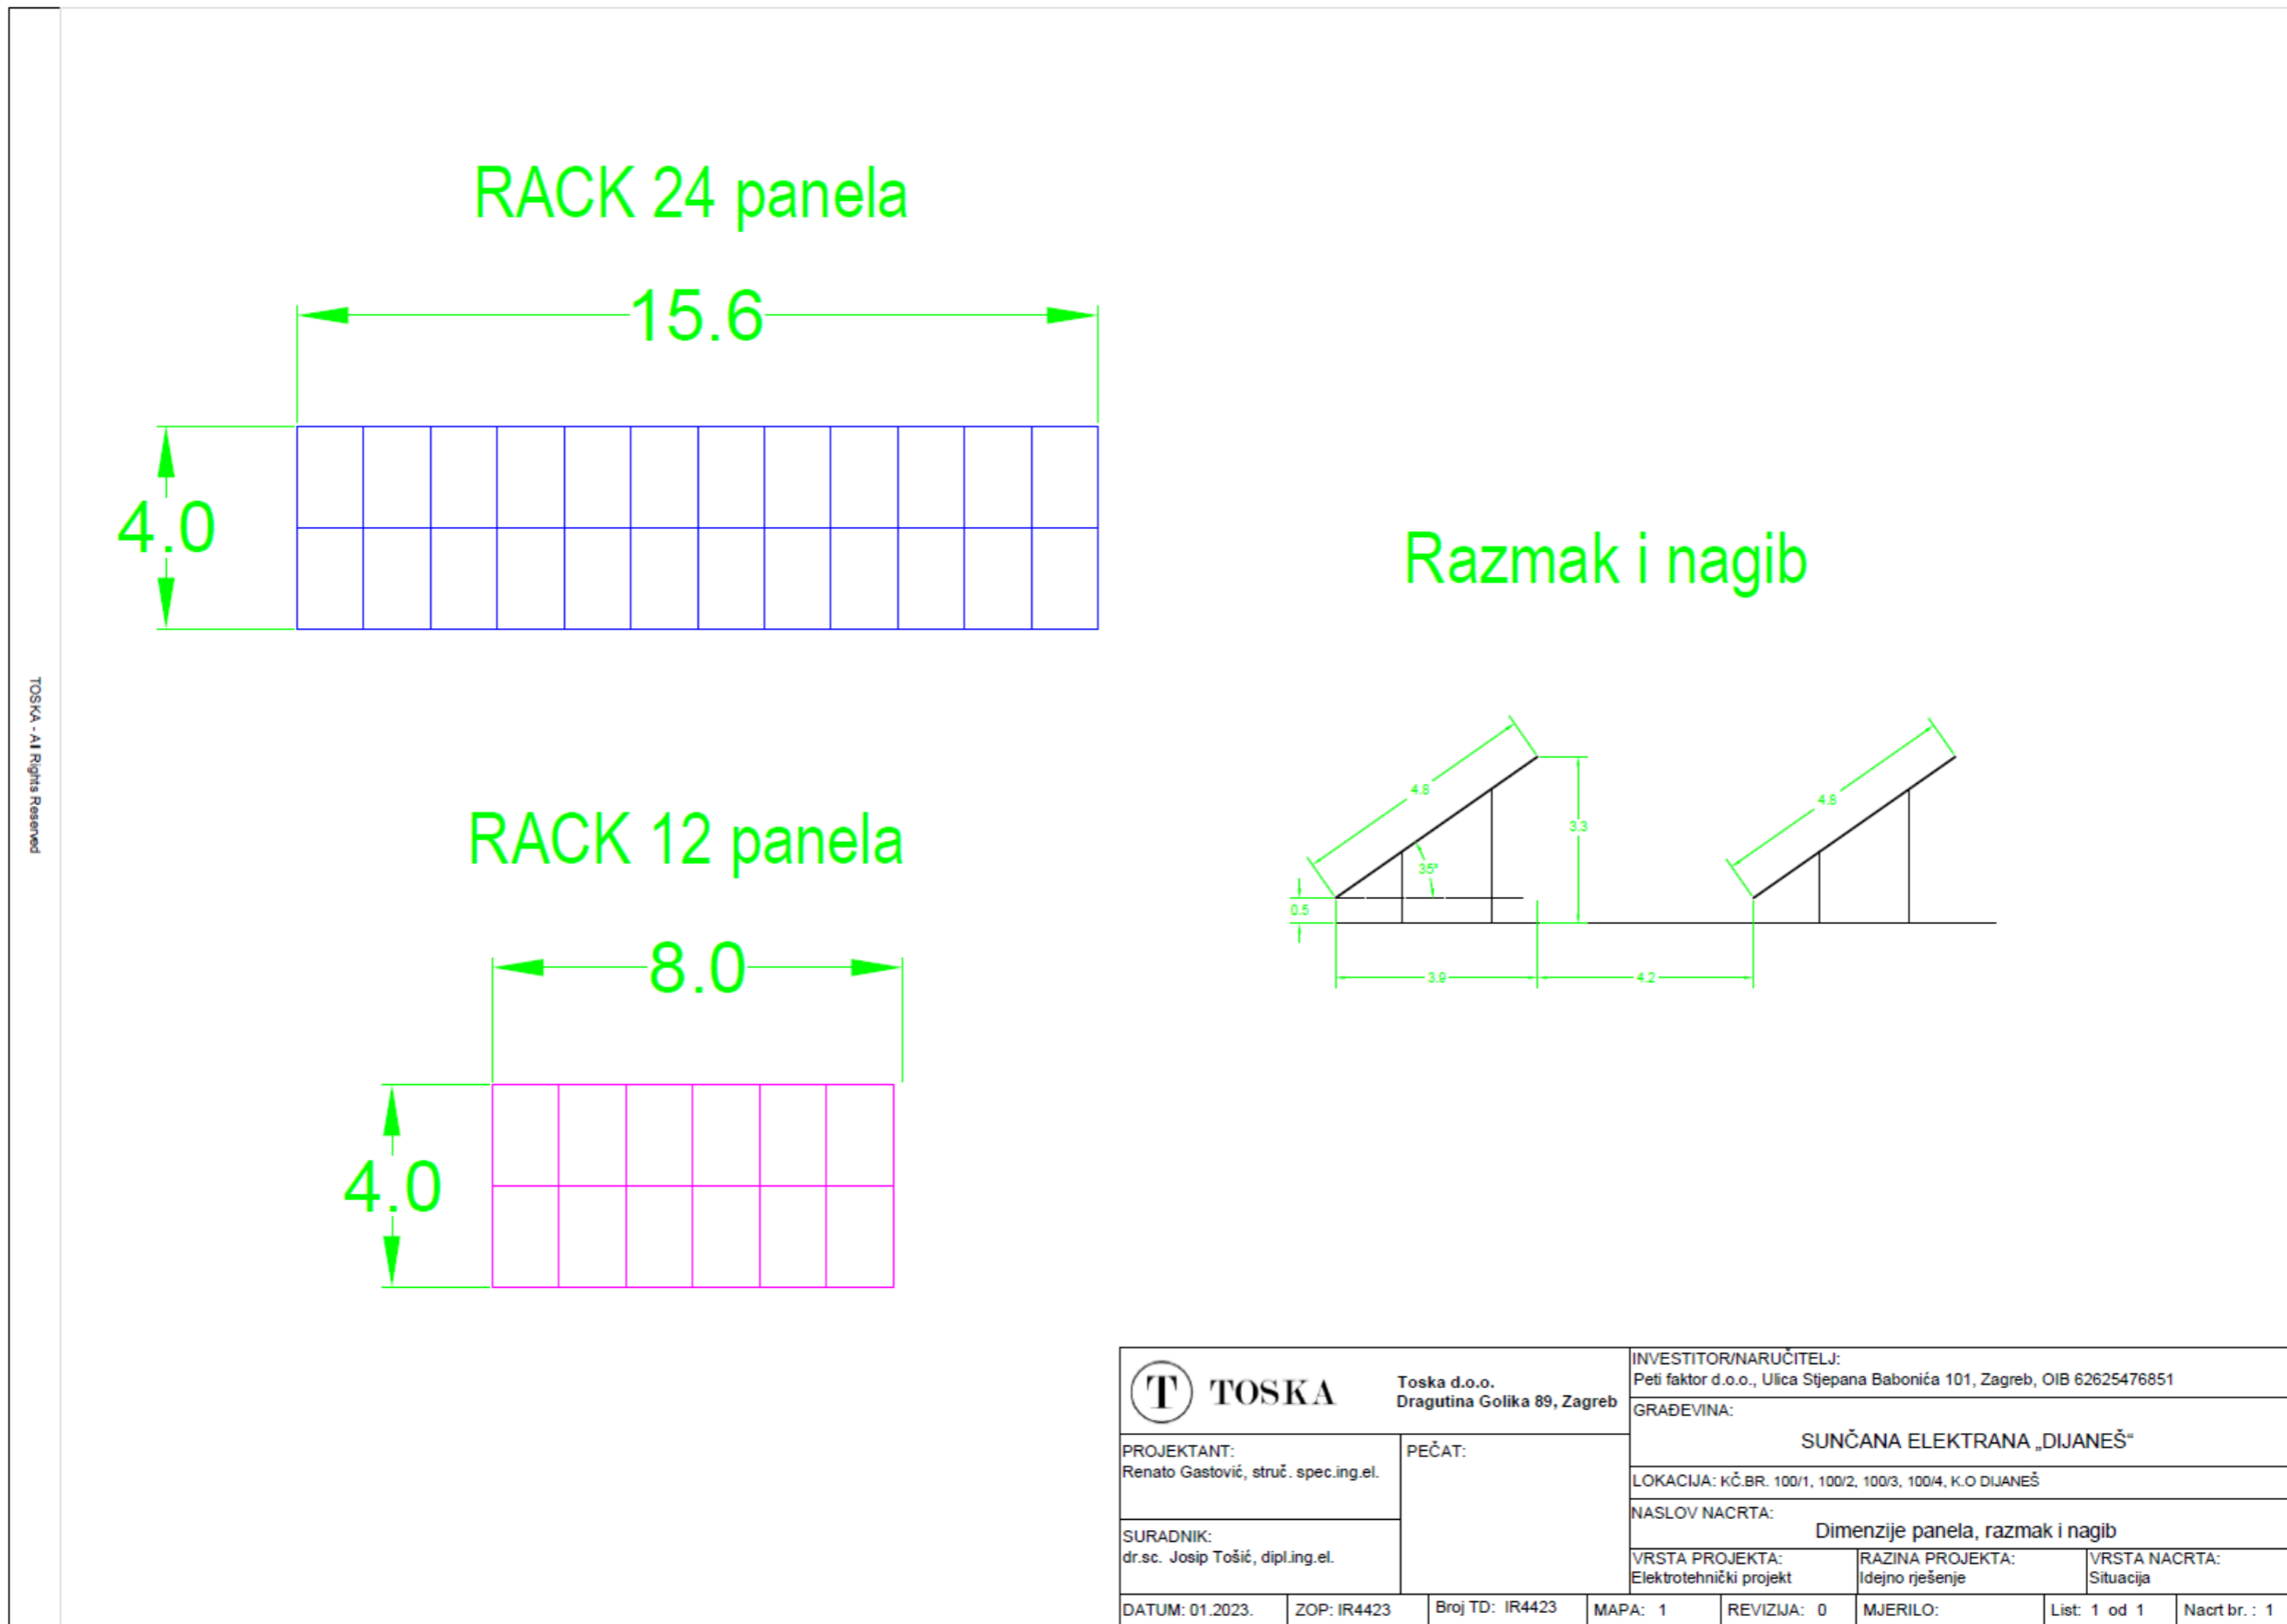 RACK 24 panela
15.6
4.0
Razmak i nagib
4.8
4.8
3.3
35°
0.5
3.9
4.2
RACK 12 panela
8.0
4.0
TOSKA - All Rights Reserved
T TOSKA
Toska d.o.o.
Dragutina Golika 89, Zagreb
INVESTITOR/NARUČITELJ:
Peti faktor d.o.o., Ulica Stjepana Babonića 101, Zagreb, OIB 62625476851
GRAĐEVINA:
SUNČANA ELEKTRANA „DIJANEŠ“
LOKACIJA: KČ.BR. 100/1, 100/2, 100/3, 100/4, K.O DIJANEŠ
NASLOV NACRTA:
Dimenzije panela, razmak i nagib
PROJEKTANT:
Renato Gastović, struč. spec.ing.el.
PEČAT:
SURADNIK:
dr.sc. Josip Tošić, dipl.ing.el.
VRSTA PROJEKTA:
Elektrotehnički projekt
RAZINA PROJEKTA:
Idejno rješenje
VRSTA NACRTA:
Situacija
DATUM: 01.2023.
ZOP: IR4423
Broj TD: IR4423
MAPA: 1
REVIZIJA: 0
MJERILO:
List: 1 od 1
Nacrt br. : 1